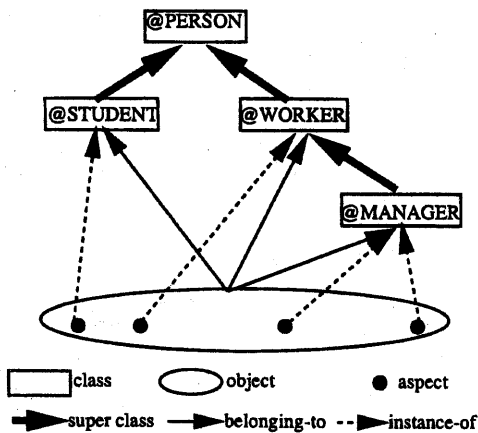 @PERSON
@STUDENT
@WORKER
@MANAGER
class
object
aspect
super class
belonging-to
instance-of